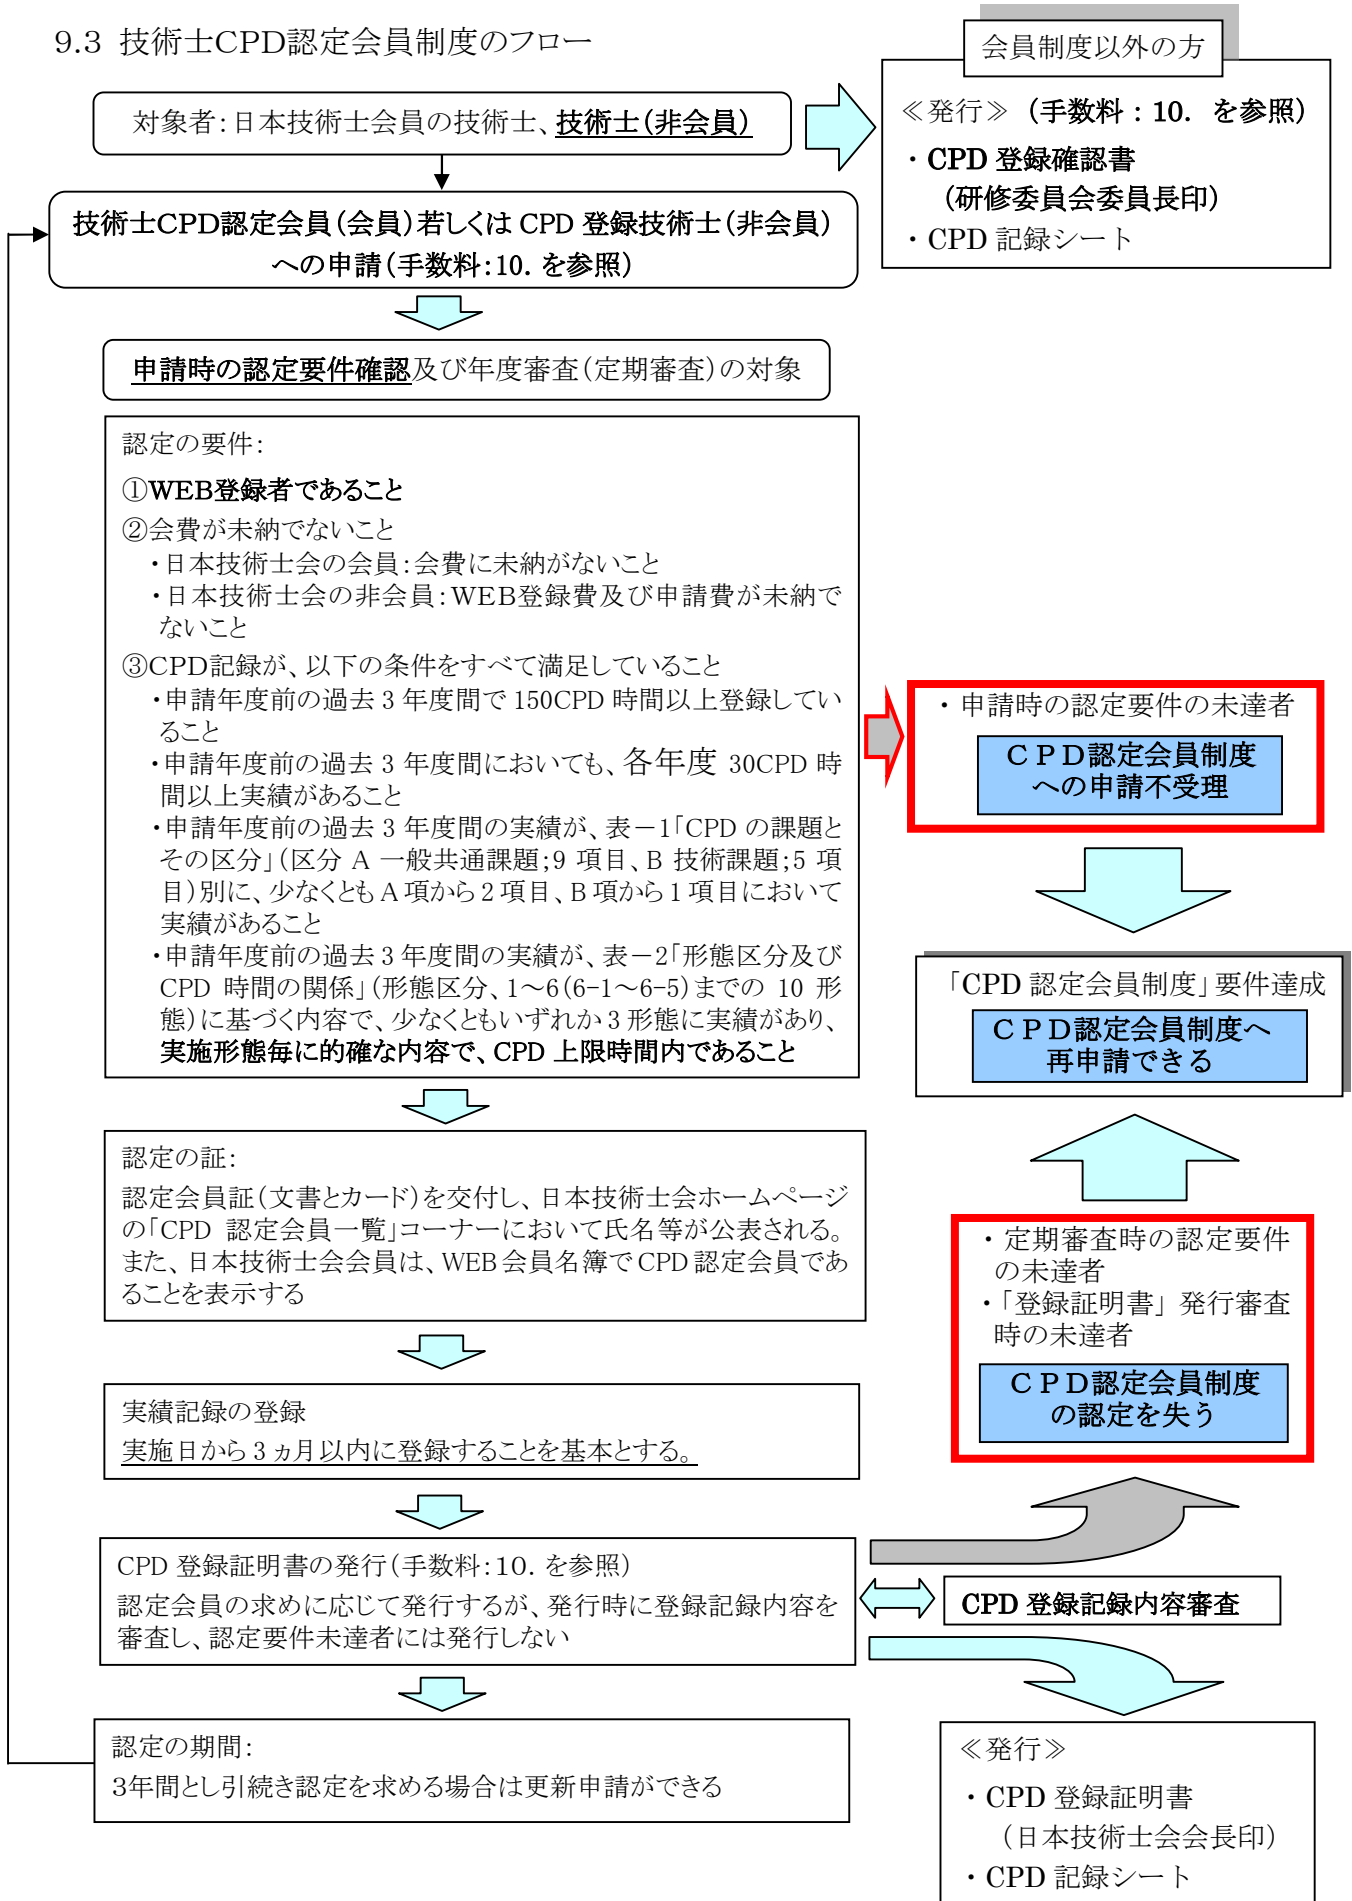 9.3 技術士CPD認定会員制度のフロー
会員制度以外の方
対象者：日本技術士会員の技術士、技術士（非会員）
≪発行≫（手数料：10．を参照）
・CPD 登録確認書
（研修委員会委員長印）
・CPD 記録シート
技術士CPD認定会員（会員）若しくは CPD 登録技術士（非会員）
への申請（手数料：10．を参照）
申請時の認定要件確認及び年度審査（定期審査）の対象
認定の要件：
①WEB登録者であること
②会費が未納でないこと
・日本技術士会の会員：会費に未納がないこと
・日本技術士会の非会員：WEB登録費及び申請費が未納で
ないこと
③CPD記録が、以下の条件をすべて満足していること
・申請年度前の過去 3 年度間で 150CPD 時間以上登録してい
ること
・申請年度前の過去 3 年度間においても、各年度 30CPD 時
間以上実績があること
・申請年度前の過去 3 年度間の実績が、表－1「CPD の課題と
その区分」（区分 A 一般共通課題；9 項目、B 技術課題；5 項
目）別に、少なくとも A 項から 2 項目、B 項から 1 項目において
実績があること
・申請年度前の過去 3 年度間の実績が、表－2「形態区分及び
CPD 時間の関係」（形態区分、1～6（6-1～6-5）までの 10 形
態）に基づく内容で、少なくともいずれか 3 形態に実績があり、
実施形態毎に的確な内容で、CPD 上限時間内であること
・申請時の認定要件の未達者
ＣＰＤ認定会員制度
への申請不受理
「CPD 認定会員制度」要件達成
ＣＰＤ認定会員制度へ
再申請できる
認定の証：
認定会員証（文書とカード）を交付し、日本技術士会ホームページ
の「CPD 認定会員一覧」コーナーにおいて氏名等が公表される。
また、日本技術士会会員は、WEB 会員名簿で CPD 認定会員であ
ることを表示する
・定期審査時の認定要件
の未達者
・「登録証明書」発行審査
時の未達者
ＣＰＤ認定会員制度
の認定を失う
実績記録の登録
実施日から 3 ヵ月以内に登録することを基本とする。
CPD 登録証明書の発行（手数料：10．を参照）
認定会員の求めに応じて発行するが、発行時に登録記録内容を
審査し、認定要件未達者には発行しない
CPD 登録記録内容審査
認定の期間：
3年間とし引続き認定を求める場合は更新申請ができる
≪発行≫
・CPD 登録証明書
（日本技術士会会長印）
・CPD 記録シート